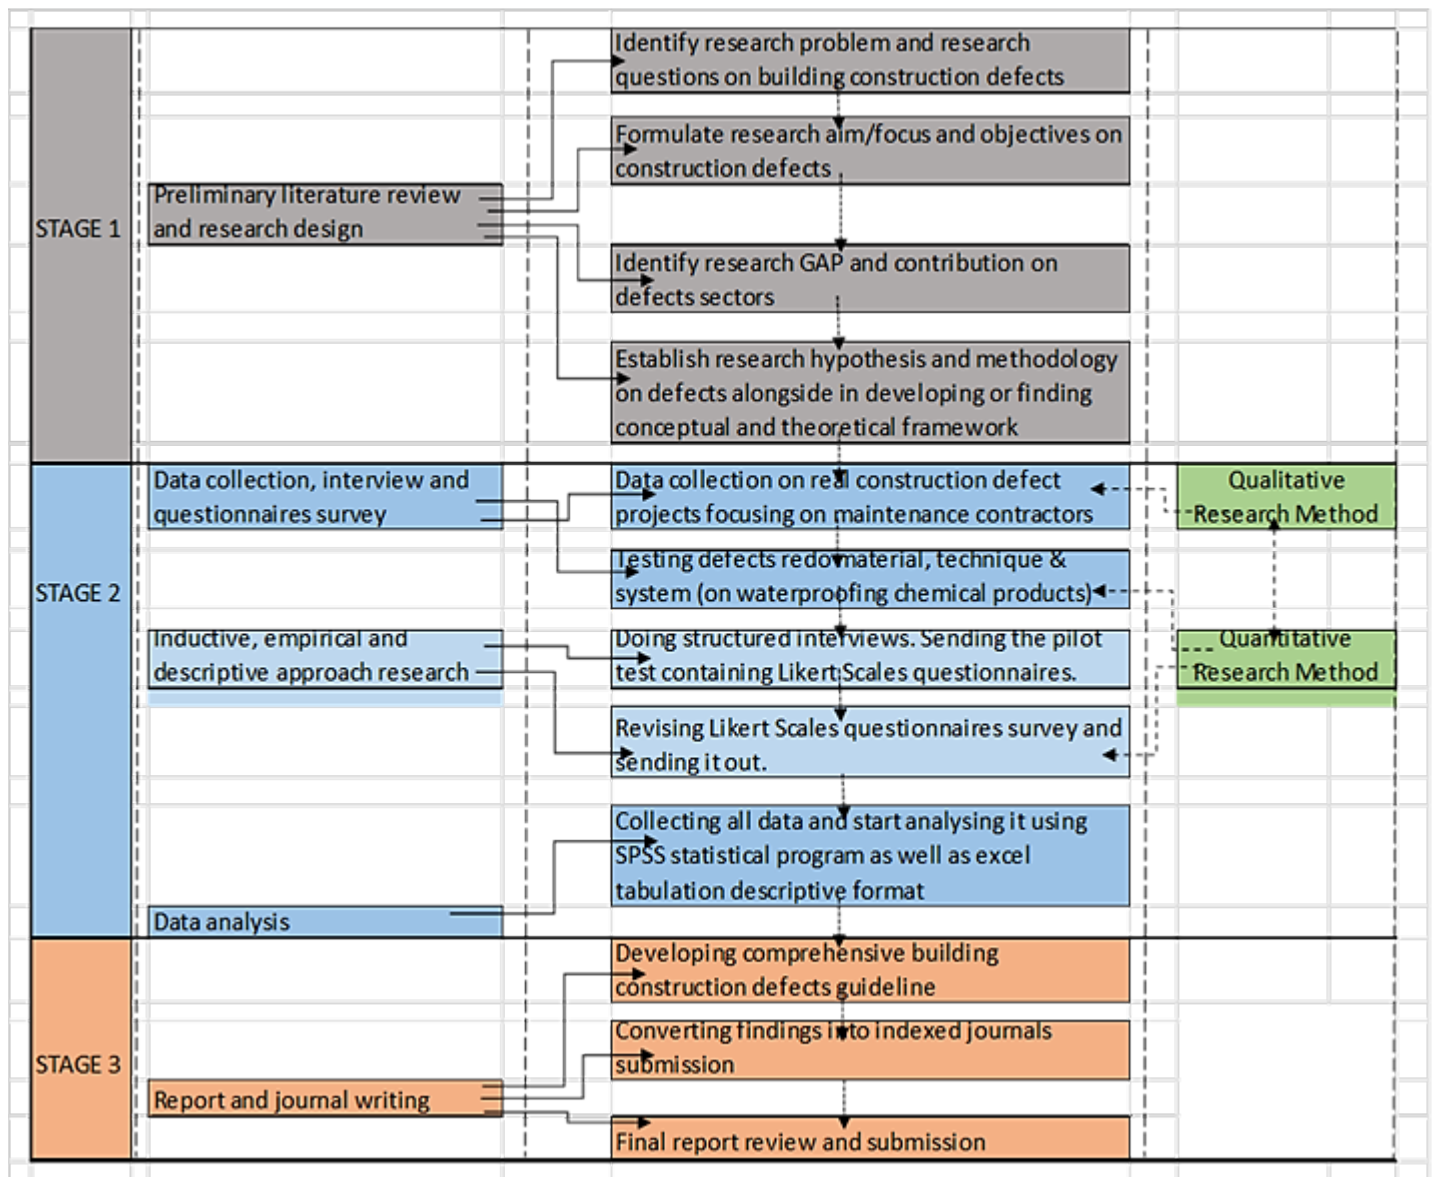 STAGE 1
Preliminary literature review
and research design
Identify research problem and research
questions on building construction defects
Formulate research aim/focus and objectives on
construction defects
Identify research GAP and contribution on
defects sectors
Establish research hypothesis and methodology
on defects alongside in developing or finding
conceptual and theoretical framework
STAGE 2
Data collection, interview and
questionnaires survey
Data collection on real construction defect
projects focusing on maintenance contractors
Qualitative
Research Method
Testing defects redo material, technique &
system (on waterproofing chemical products)
Inductive, empirical and
descriptive approach research
Doing structured interviews. Sending the pilot
test containing Likert Scales questionnaires.
Quantitative
Research Method
Revising Likert Scales questionnaires survey and
sending it out.
Collecting all data and start analysing it using
SPSS statistical program as well as excel
tabulation descriptive format
Data analysis
STAGE 3
Developing comprehensive building
construction defects guideline
Converting findings into indexed journals
submission
Report and journal writing
Final report review and submission